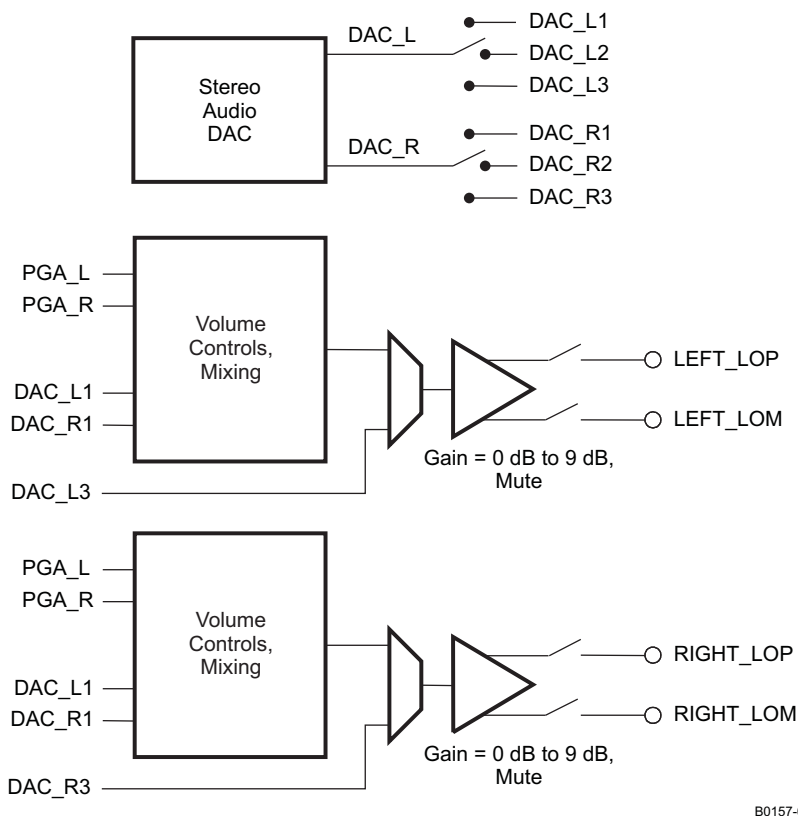 DAC_L
DAC_L1
DAC_L2
DAC_L3
Stereo
Audio
DAC
DAC_R
DAC_R1
DAC_R2
DAC_R3
PGA_L
PGA_R
DAC_L1
DAC_R1
DAC_L3
Volume
Controls,
Mixing
LEFT_LOP
LEFT_LOM
Gain = 0 dB to 9 dB,
Mute
PGA_L
PGA_R
DAC_L1
DAC_R1
DAC_R3
Volume
Controls,
Mixing
RIGHT_LOP
RIGHT_LOM
Gain = 0 dB to 9 dB,
Mute